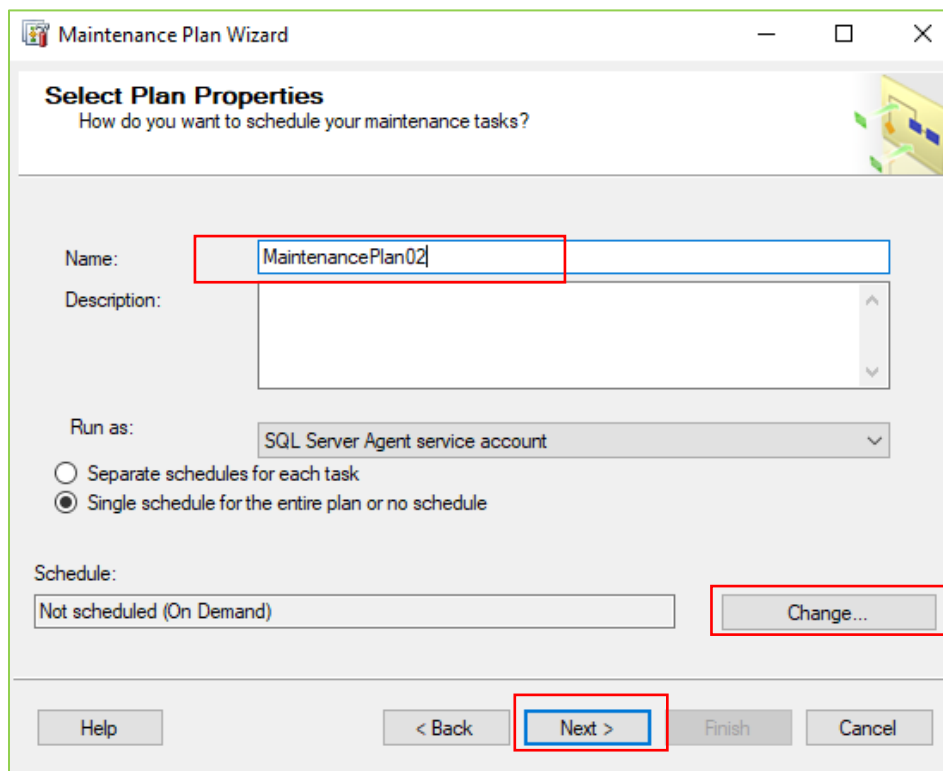 Maintenance Plan Wizard
Select Plan Properties
How do you want to schedule your maintenance tasks?
Name:
MaintenancePlan02
Description:
Run as:
SQL Server Agent service account
Separate schedules for each task
Single schedule for the entire plan or no schedule
Schedule:
Not scheduled (On Demand)
Change...
Help
< Back
Next >
Finish
Cancel